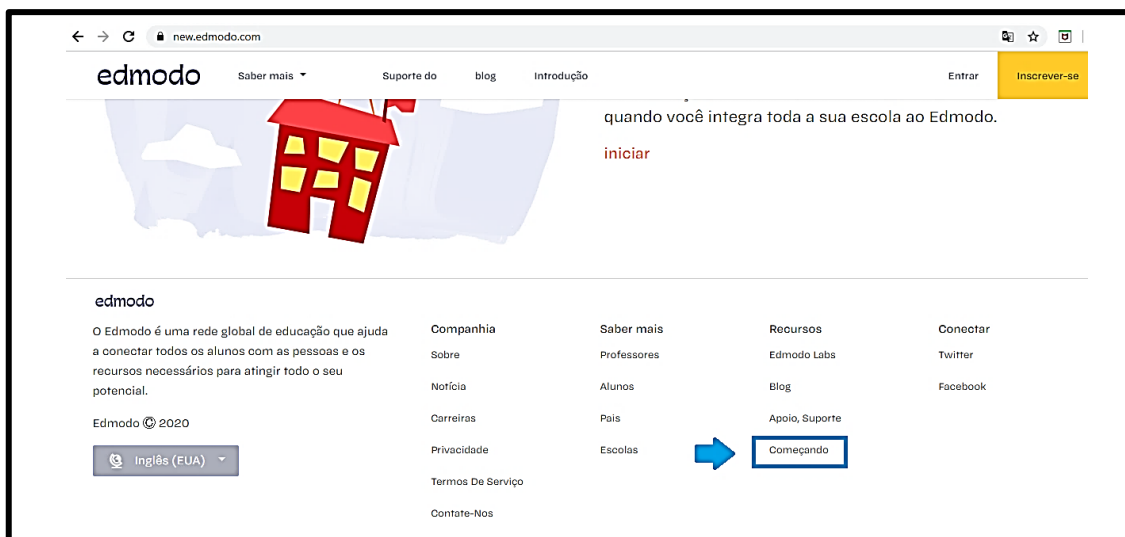 new.edmodo.com
edmodo
Saber mais
Suporte do
blog
Introdução
Entrar
Inscrever-se
quando você integra toda a sua escola ao Edmodo.
iniciar
edmodo
O Edmodo é uma rede global de educação que ajuda
a conectar todos os alunos com as pessoas e os
recursos necessários para atingir todo o seu
potencial.
Edmodo © 2020
Inglês (EUA)
Companhia
Sobre
Notícia
Carreiras
Privacidade
Termos De Serviço
Contate-Nos
Saber mais
Professores
Alunos
Pais
Escolas
Recursos
Edmodo Labs
Blog
Apoio, Suporte
Começando
Conectar
Twitter
Facebook